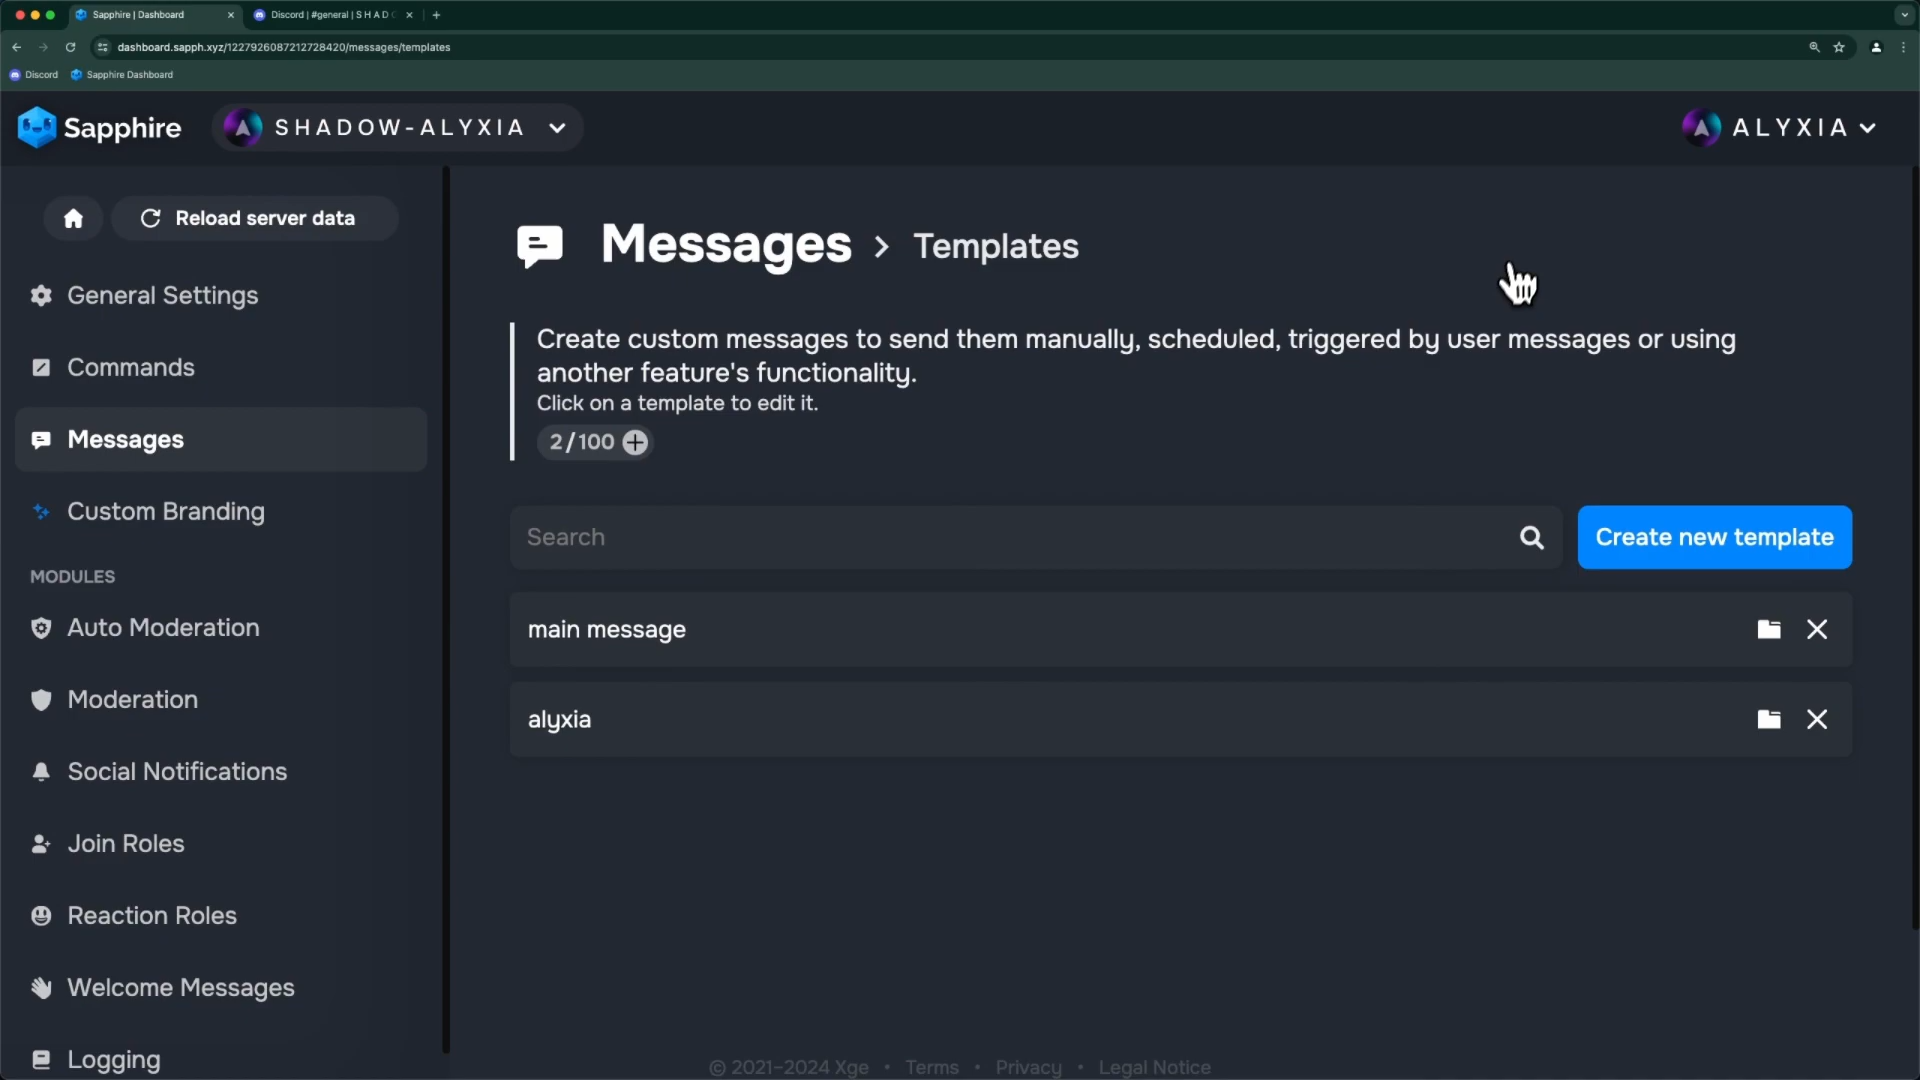 Sapphire | Dashboard
Discord | #general | S H A D
dashboard.sapph.xyz/1227926087212728420/messages/templates
Discord
Sapphire Dashboard
Sapphire
SHADOW-ALYXIA
ALYXIA
Reload server data
General Settings
Commands
Messages
Custom Branding
MODULES
Auto Moderation
Moderation
Social Notifications
Join Roles
Reaction Roles
Welcome Messages
Logging
Messages > Templates
Create custom messages to send them manually, scheduled, triggered by user messages or using
another feature's functionality.
Click on a template to edit it.
2/100
Search
Create new template
main message
alyxia
© 2021–2024 Xge • Terms • Privacy • Legal Notice